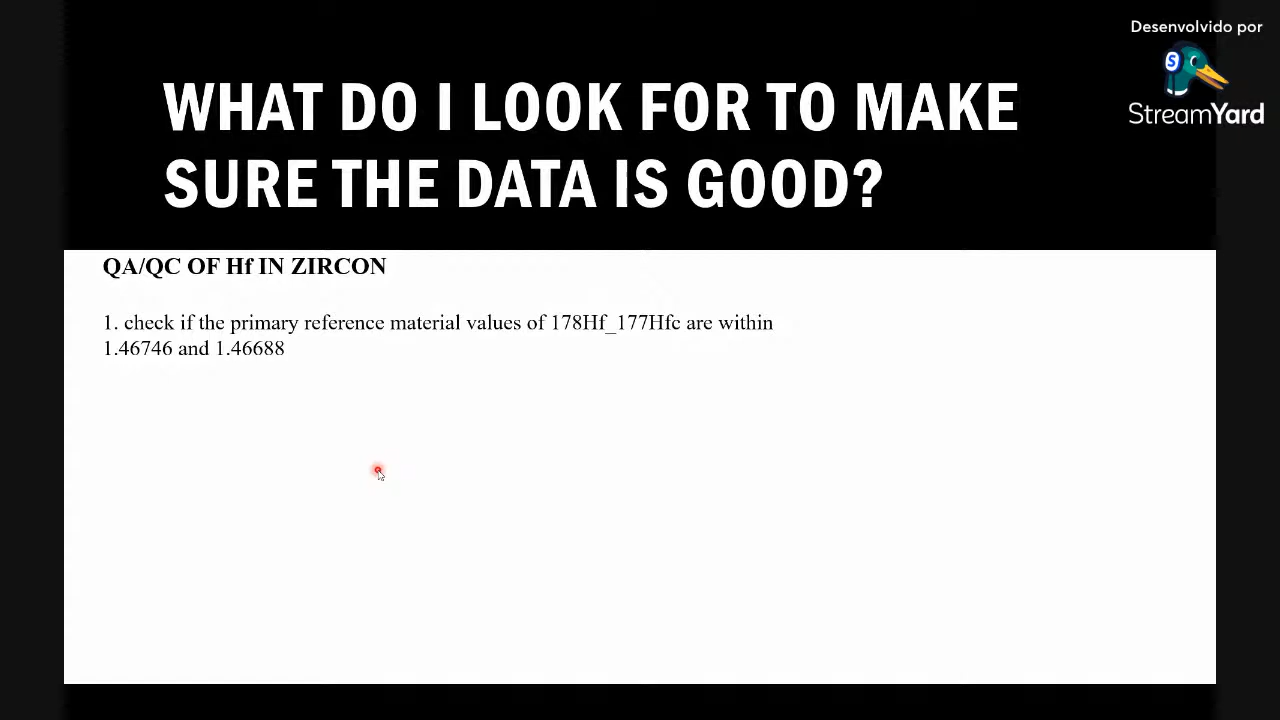 Desenvolvido por
StreamYard
WHAT DO I LOOK FOR TO MAKE
SURE THE DATA IS GOOD?
QA/QC OF Hf IN ZIRCON
1. check if the primary reference material values of 178Hf_177Hfc are within
1.46746 and 1.46688